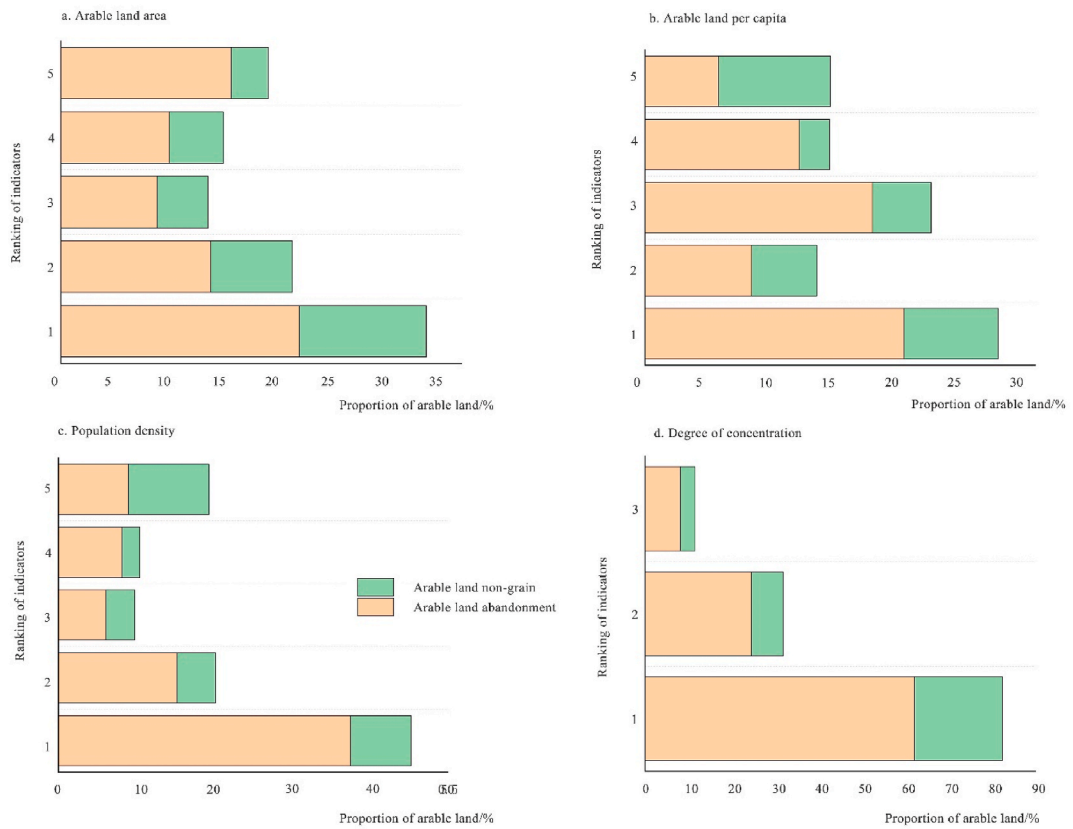 a. Arable land area
5
4
3
2
1
Ranking of indicators
0 5 10 15 20 25 30 35
Proportion of arable land/%
b. Arable land per capita
5
4
3
2
1
Ranking of indicators
0 5 10 15 20 25 30
Proportion of arable land/%
c. Population density
5
4
3
2
1
Ranking of indicators
0 10 20 30 40
Proportion of arable land/%
Arable land non-grain
Arable land abandonment
d. Degree of concentration
3
2
1
Ranking of indicators
0 10 20 30 40 50 60 70 80 90
Proportion of arable land/%